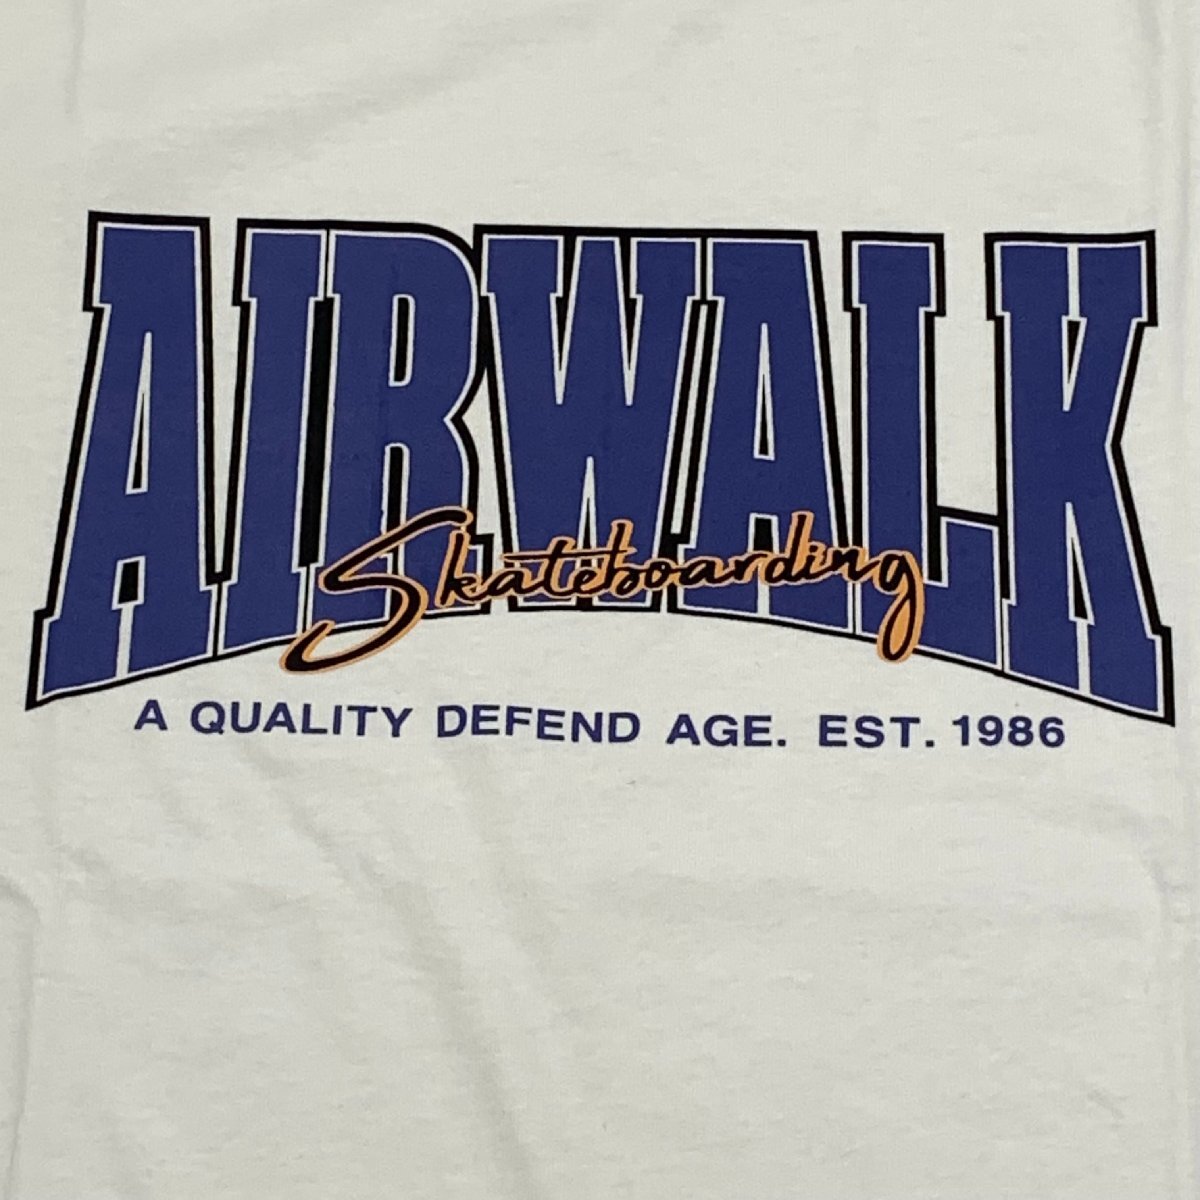 AIRWALK
Skateboarding
A QUALITY DEFEND AGE. EST. 1986